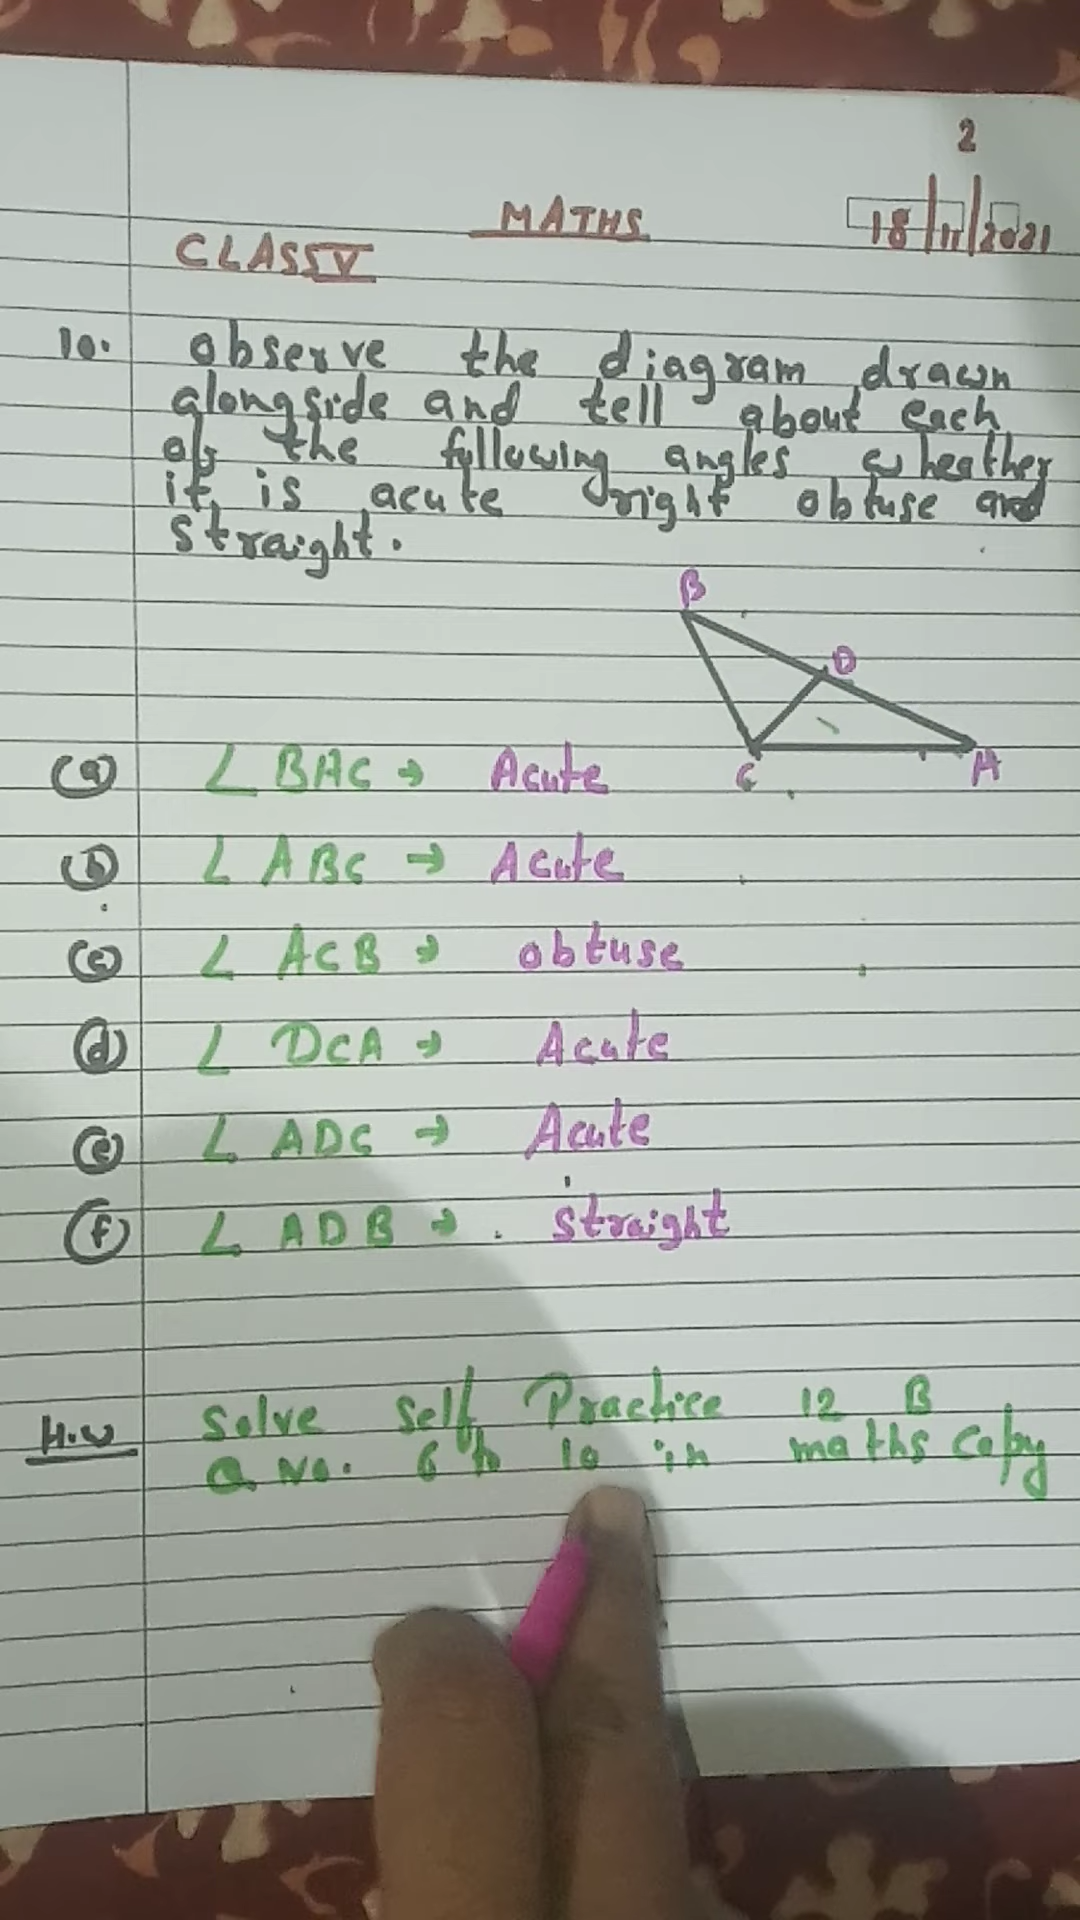 2
MATHS
18/11/2021
CLASS V
10. observe the diagram drawn
alongside and tell about each
of the following angles wheather
it is acute right obtuse and
straight.
B
D
C
A
(a) ∠ BAC → Acute
(b) ∠ ABC → Acute
(c) ∠ ACB → obtuse
(d) ∠ DCA → Acute
(e) ∠ ADC → Acute
(f) ∠ ADB → straight
H.W Solve Self Practice 12 B
Q No. 6 to 10 in maths copy